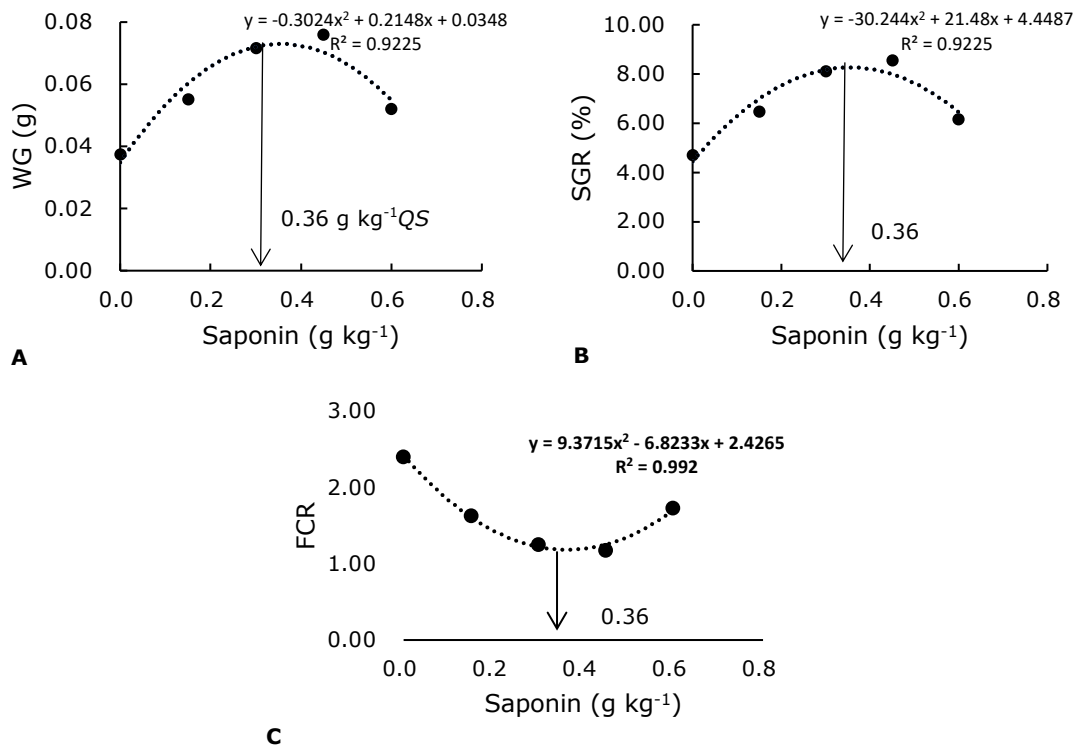 y = -0.3024x² + 0.2148x + 0.0348
R² = 0.9225
0.08
0.06
0.04
0.02
0.00
WG (g)
0.36 g kg⁻¹QS
0.0 0.2 0.4 0.6 0.8
Saponin (g kg⁻¹)
A
y = -30.244x² + 21.48x + 4.4487
R² = 0.9225
10.00
8.00
6.00
4.00
2.00
0.00
SGR (%)
0.36
0.0 0.2 0.4 0.6 0.8
Saponin (g kg⁻¹)
B
3.00
2.00
1.00
0.00
FCR
y = 9.3715x² - 6.8233x + 2.4265
R² = 0.992
0.36
0.0 0.2 0.4 0.6 0.8
Saponin (g kg⁻¹)
C